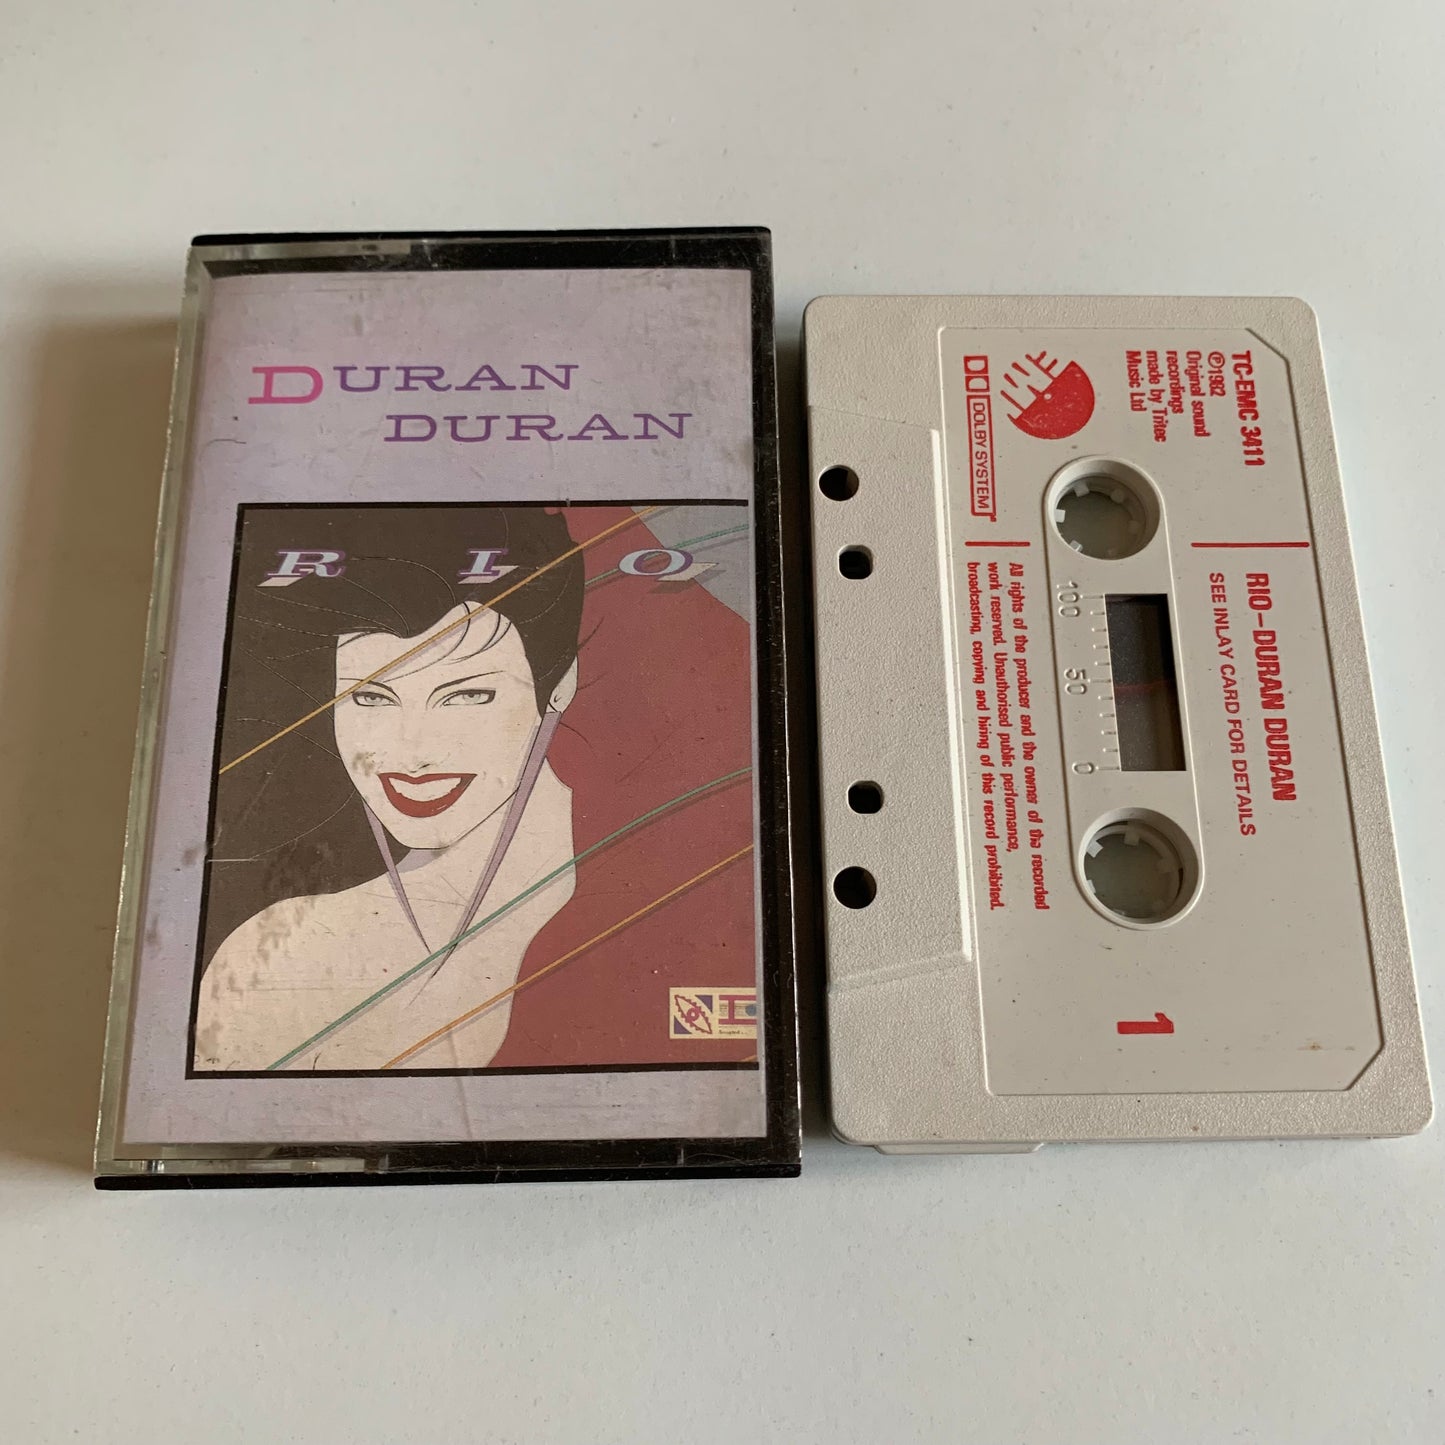 DURAN
DURAN
RIO
TC-EMC 3411
℗1982
Original sound
recordings
made by Tritec
Music Ltd
EMI
DOLBY SYSTEM
RIO-DURAN DURAN
SEE INLAY CARD FOR DETAILS
100 50 0
All rights of the producer and the owner of the recorded
work reserved. Unauthorised public performance,
broadcasting, copying and hiring of this record prohibited.
1